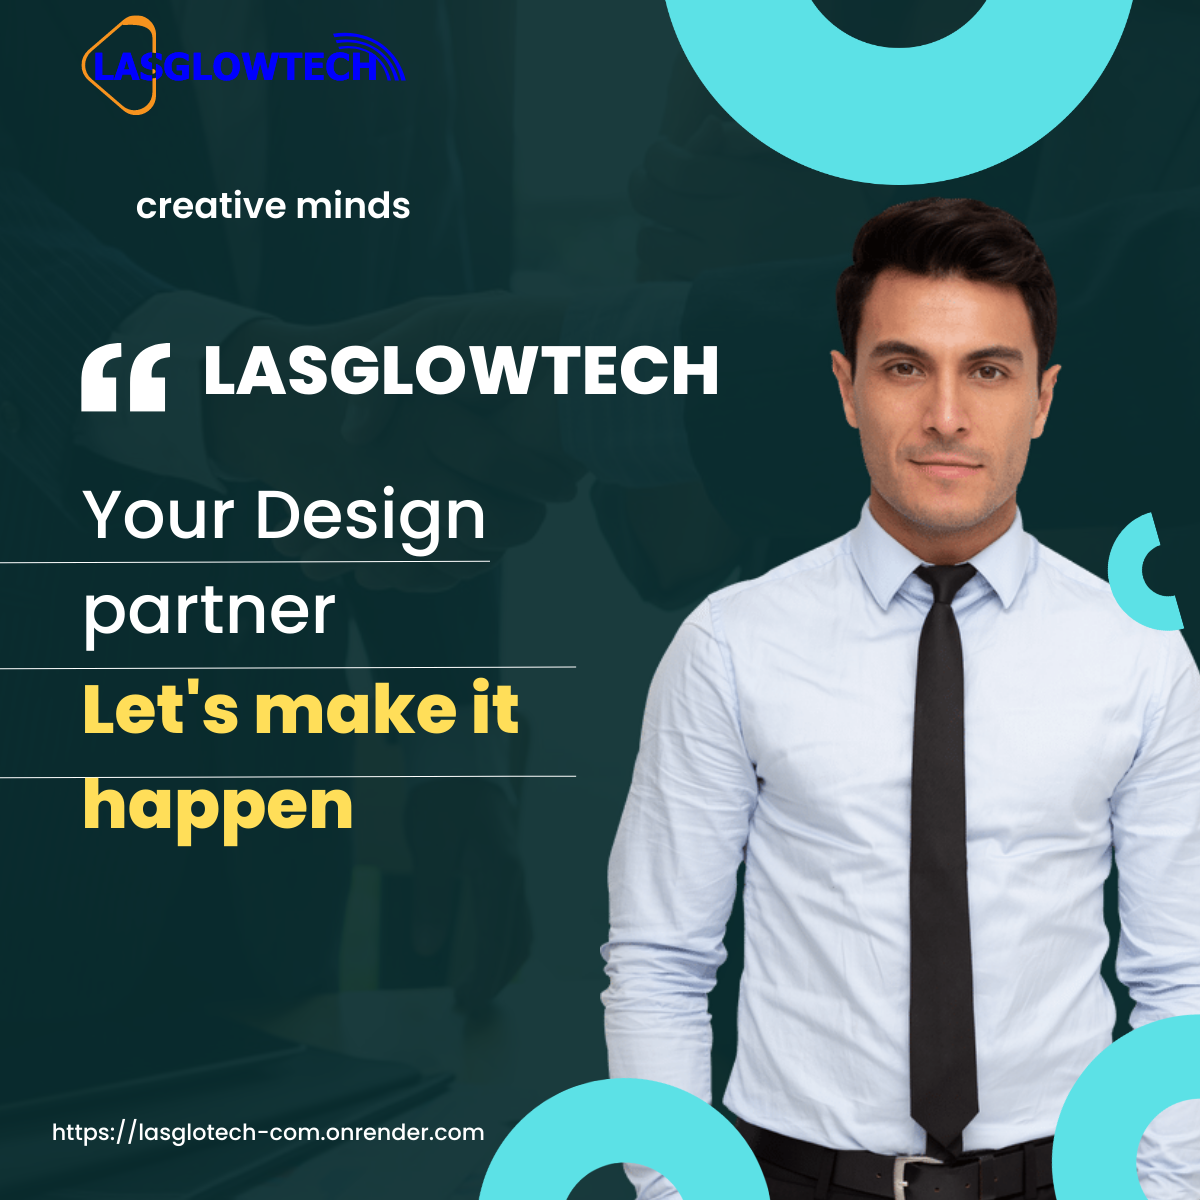 LASGLOWTECH
creative minds
“ LASGLOWTECH
Your Design
partner
Let's make it
happen
https://lasglotech-com.onrender.com